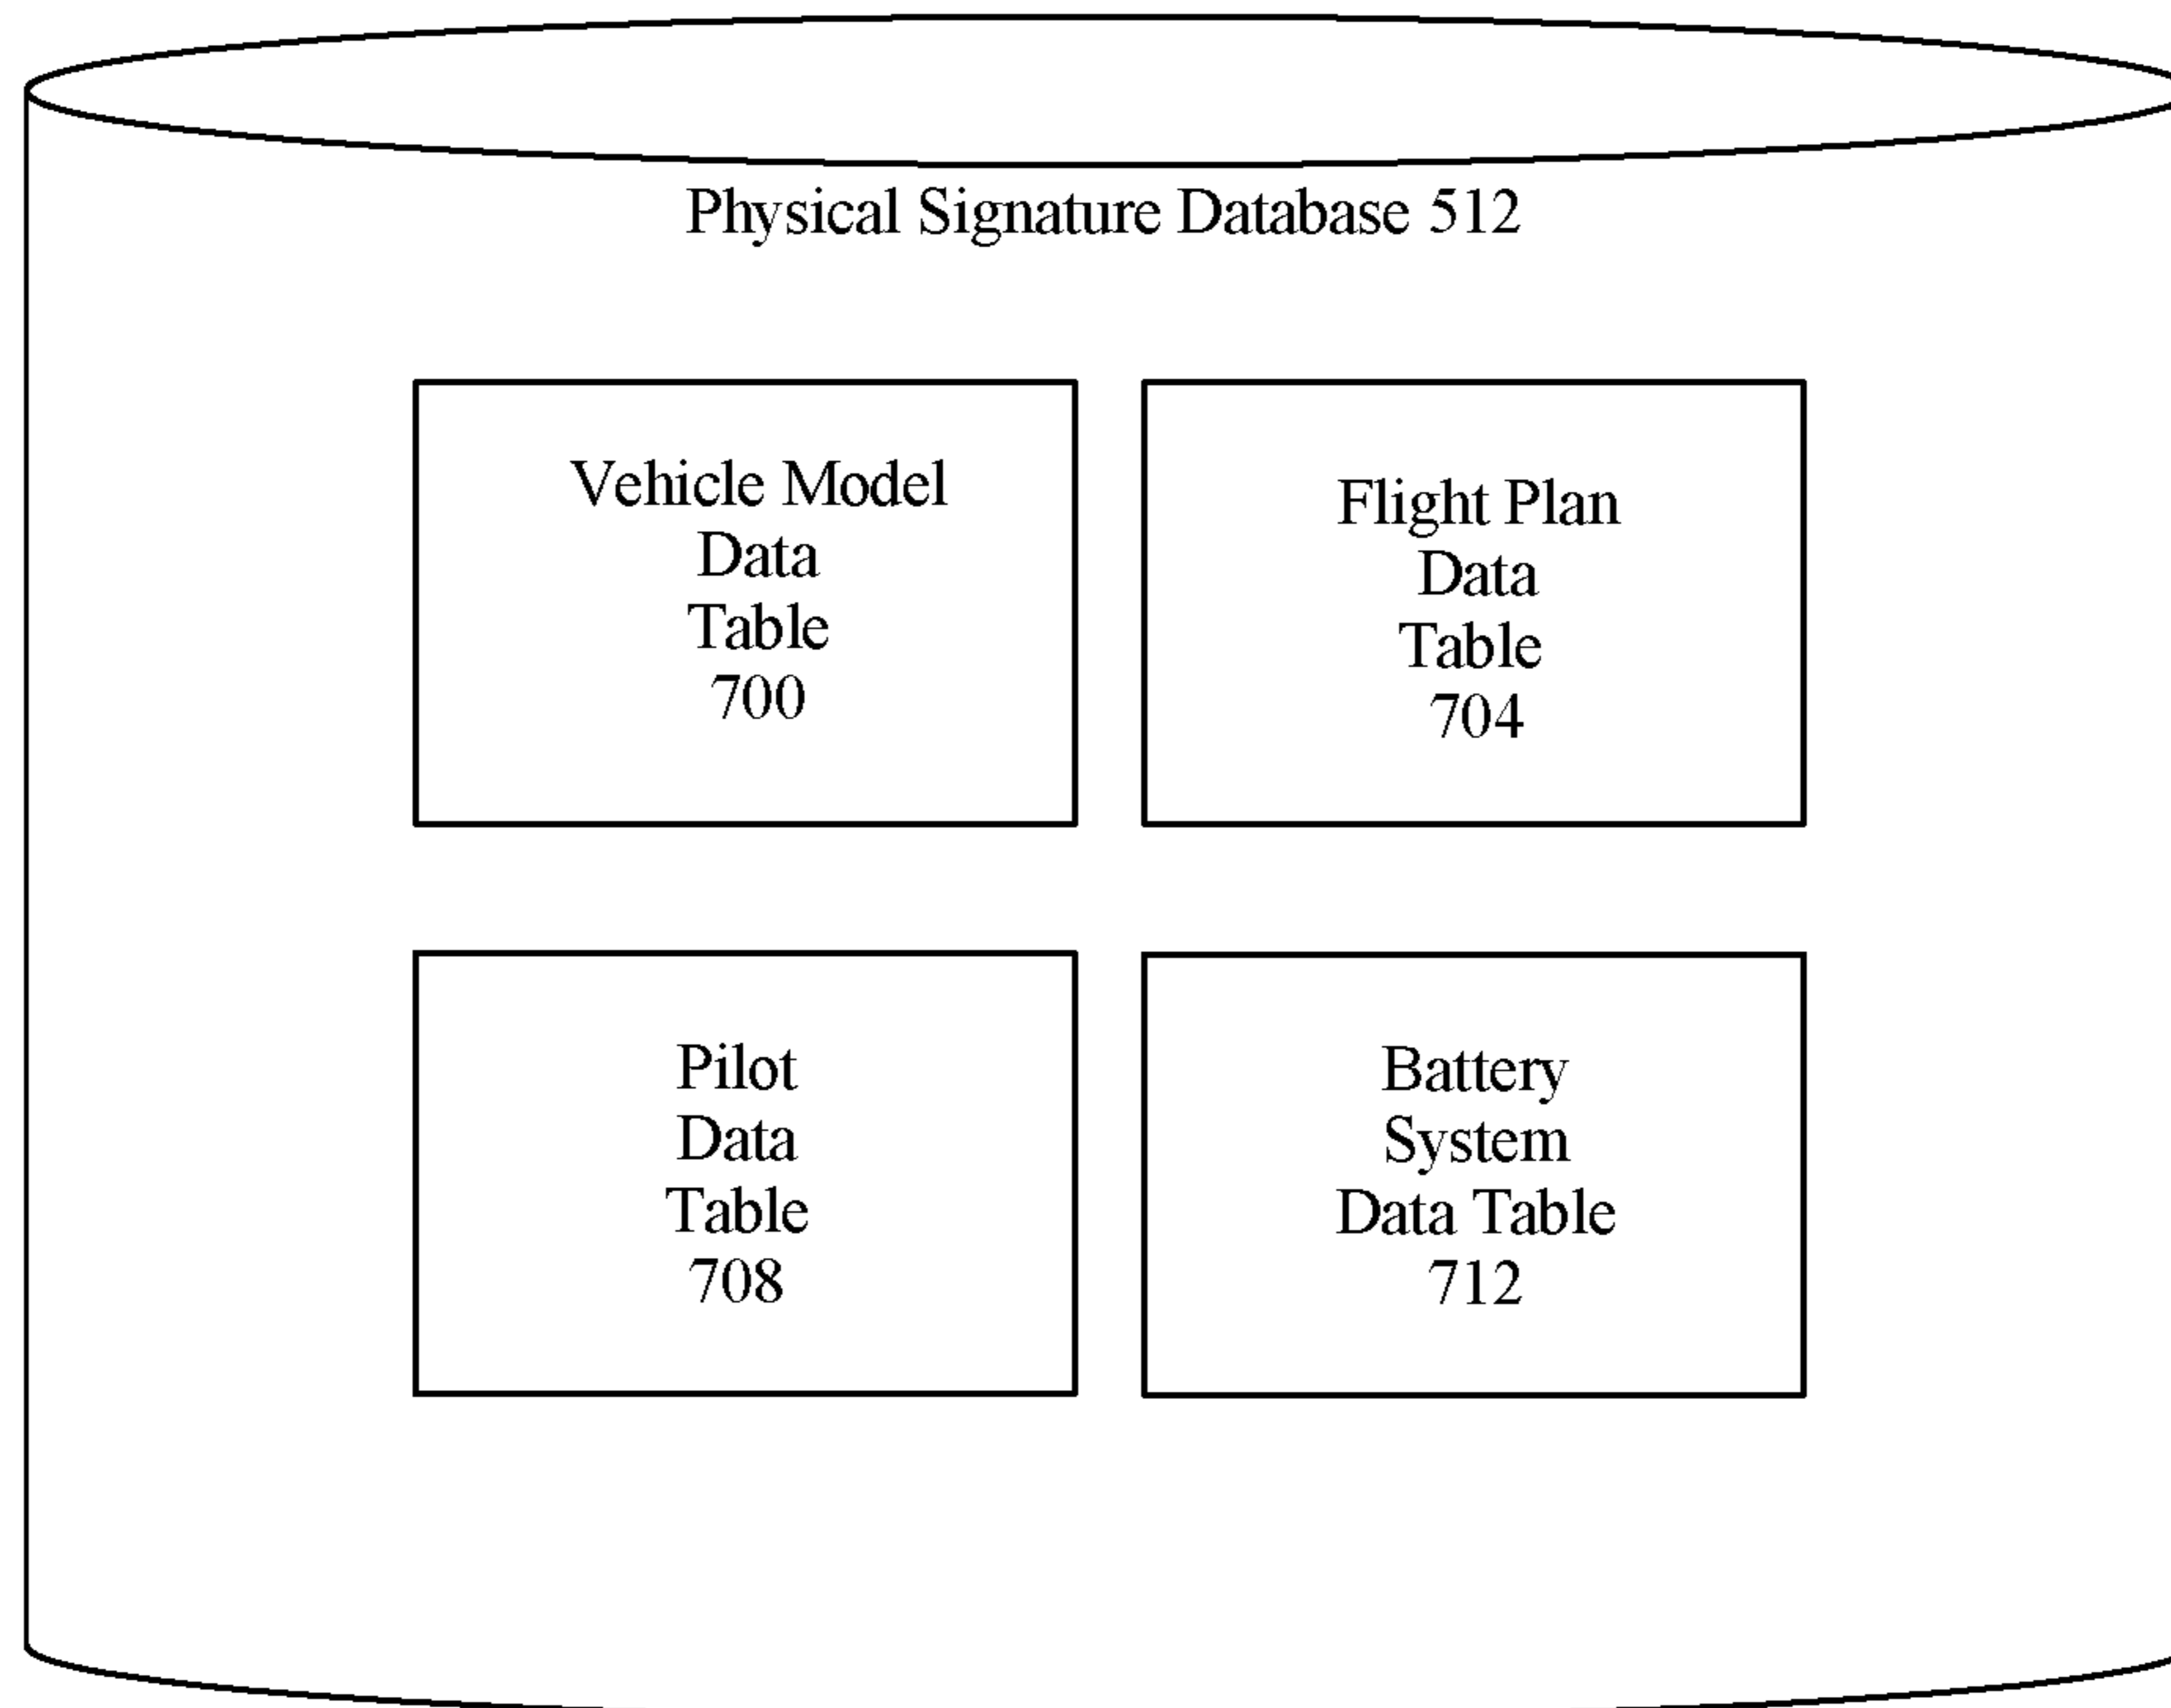 Physical Signature Database 512
Vehicle Model
Data
Table
700
Flight Plan
Data
Table
704
Pilot
Data
Table
708
Battery
System
Data Table
712